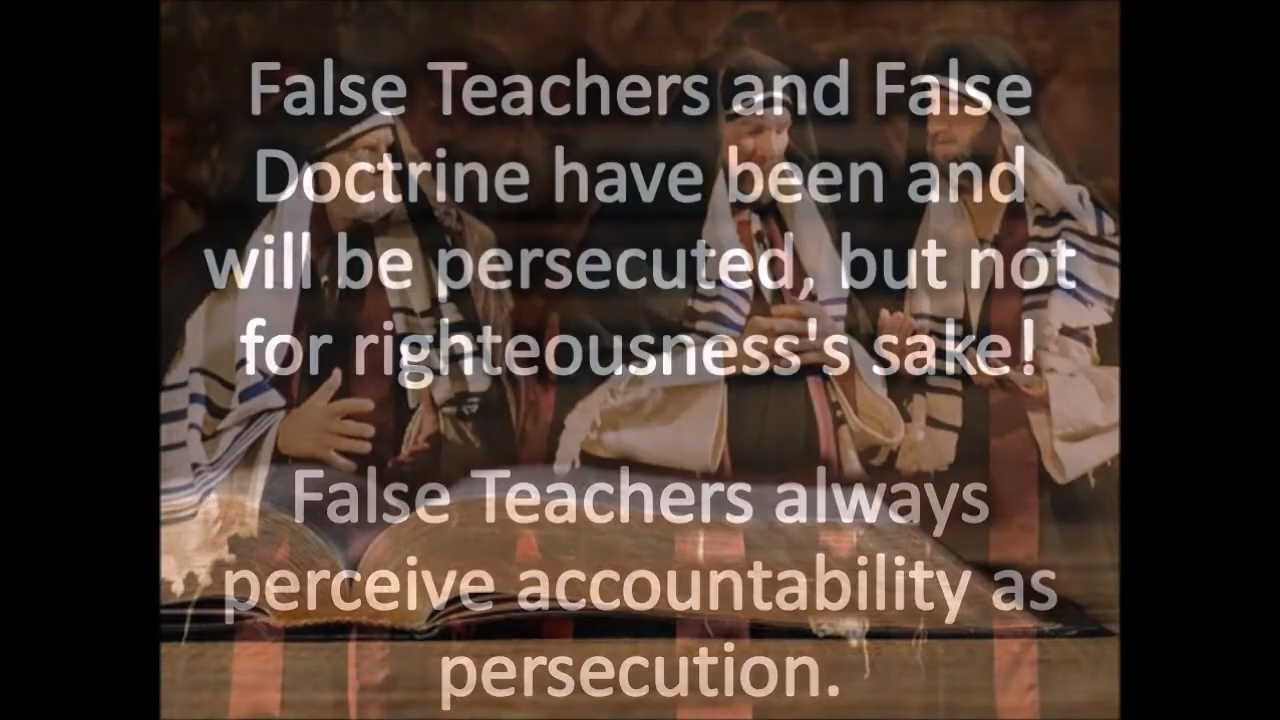 False Teachers and False
Doctrine have been and
will be persecuted, but not
for righteousness's sake!
False Teachers always
perceive accountability as
persecution.